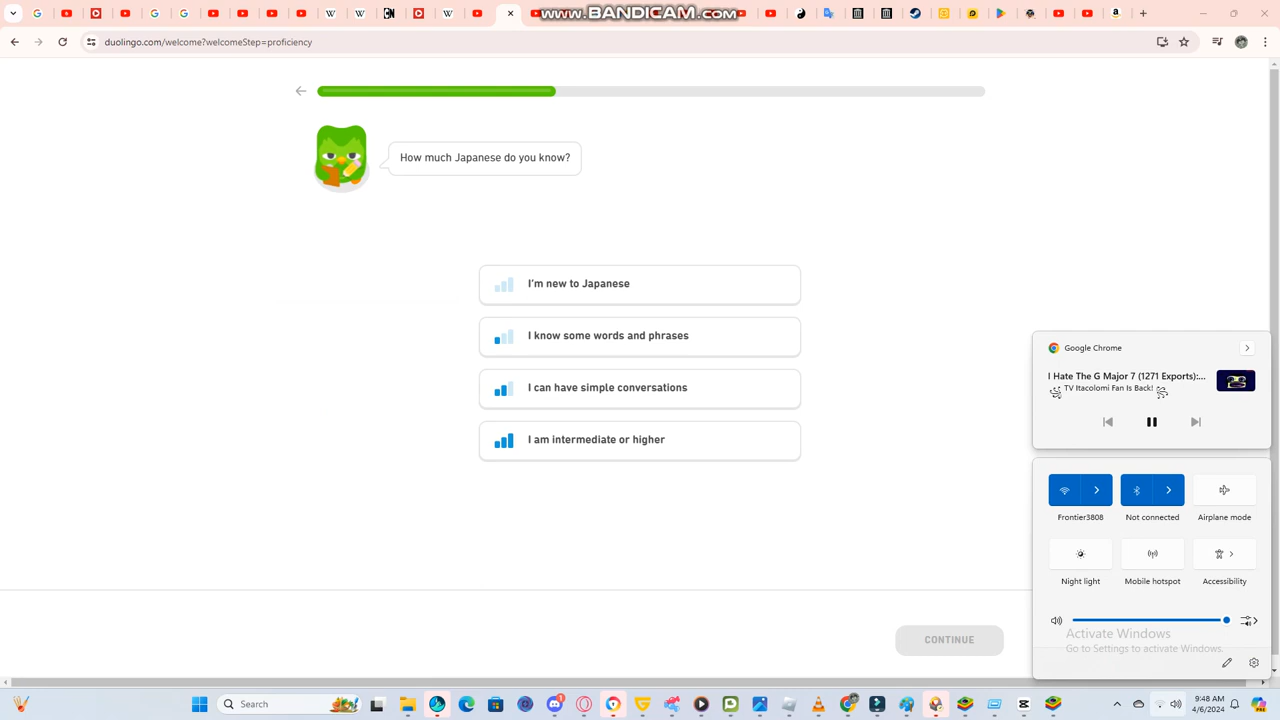 www.BANDICAM.com
duolingo.com/welcome?welcomeStep=proficiency
How much Japanese do you know?
I'm new to Japanese
I know some words and phrases
I can have simple conversations
I am intermediate or higher
CONTINUE
Google Chrome
I Hate The G Major 7 (1271 Exports):...
TV Itacolomi Fan Is Back!
Frontier3808
Not connected
Airplane mode
Night light
Mobile hotspot
Accessibility
Activate Windows
Go to Settings to activate Windows.
Search
9:48 AM
4/6/2024